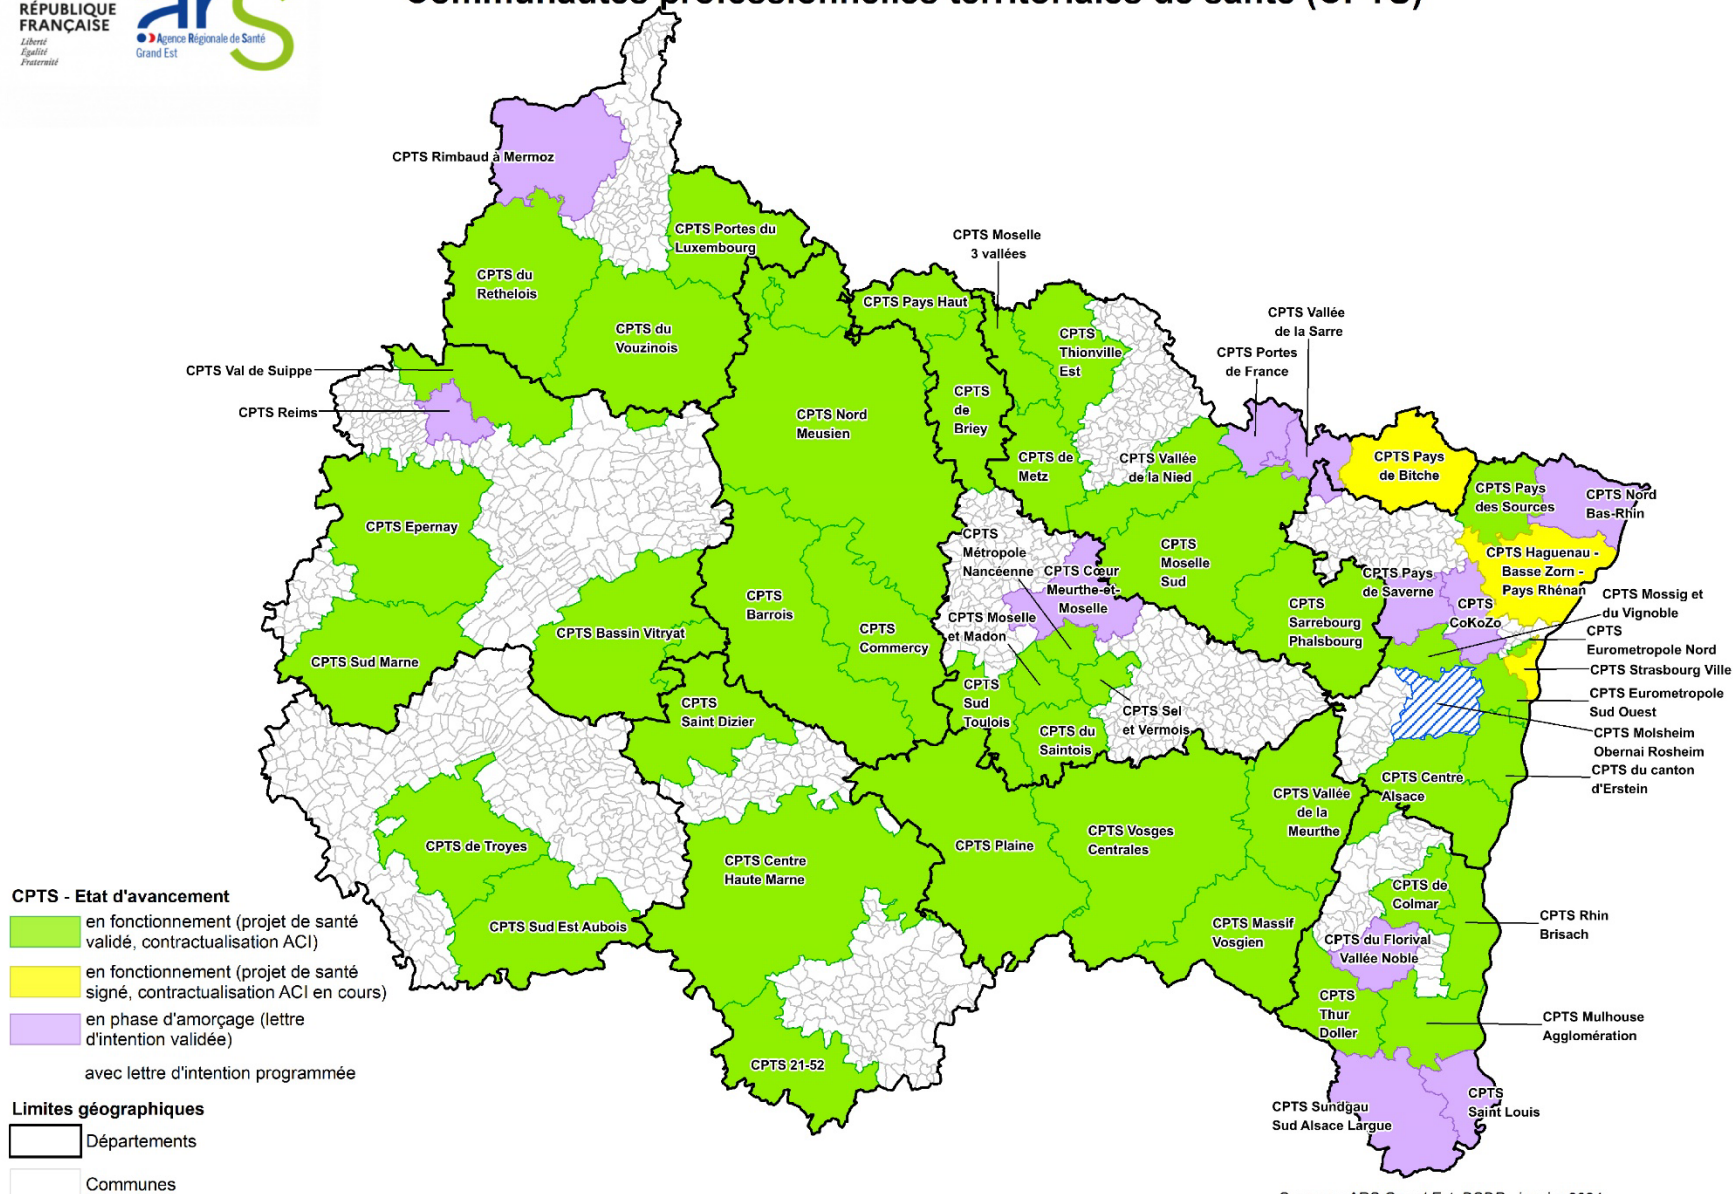 RÉPUBLIQUE
FRANÇAISE
Liberté
Égalité
Fraternité
Agence Régionale de Santé
Grand Est
Communautés professionnelles territoriales de santé (CPTS)
CPTS Rimbaud à Mermoz
CPTS Portes du
Luxembourg
CPTS du
Rethelois
CPTS du
Vouzinois
CPTS Val de Suippe
CPTS Reims
CPTS Moselle
3 vallées
CPTS Pays Haut
CPTS
Thionville
Est
CPTS Vallée
de la Sarre
CPTS Portes
de France
CPTS
de
Briey
CPTS Nord
Meusien
CPTS de
Metz
CPTS Vallée
de la Nied
CPTS Pays
de Bitche
CPTS Pays
des Sources
CPTS Nord
Bas-Rhin
CPTS Epernay
CPTS
Métropole
Nancéenne
CPTS Cœur
Meurthe-et-
Moselle
CPTS
Moselle
Sud
CPTS Haguenau -
Basse Zorn -
Pays Rhénan
CPTS Pays
de Saverne
CPTS
CoKoZo
CPTS Mossig et
du Vignoble
CPTS
Barrois
CPTS
Commercy
CPTS Moselle
et Madon
CPTS
Sarrebourg
Phalsbourg
CPTS
Eurometropole Nord
CPTS Strasbourg Ville
CPTS Bassin Vitryat
CPTS Sud Marne
CPTS
Saint Dizier
CPTS
Sud
Toulois
CPTS du
Saintois
CPTS Sel
et Vermois
CPTS Eurometropole
Sud Ouest
CPTS Molsheim
Obernai Rosheim
CPTS du canton
d'Erstein
CPTS Centre
Alsace
CPTS Vallée
de la
Meurthe
CPTS de Troyes
CPTS Centre
Haute Marne
CPTS Plaine
CPTS Vosges
Centrales
CPTS Sud Est Aubois
CPTS Massif
Vosgien
CPTS de
Colmar
CPTS Rhin
Brisach
CPTS du Florival
Vallée Noble
CPTS
Thur
Doller
CPTS Mulhouse
Agglomération
CPTS 21-52
CPTS Sundgau
Sud Alsace Largue
CPTS
Saint Louis
CPTS - Etat d'avancement
en fonctionnement (projet de santé
validé, contractualisation ACI)
en fonctionnement (projet de santé
signé, contractualisation ACI en cours)
en phase d'amorçage (lettre
d'intention validée)
avec lettre d'intention programmée
Limites géographiques
Départements
Communes